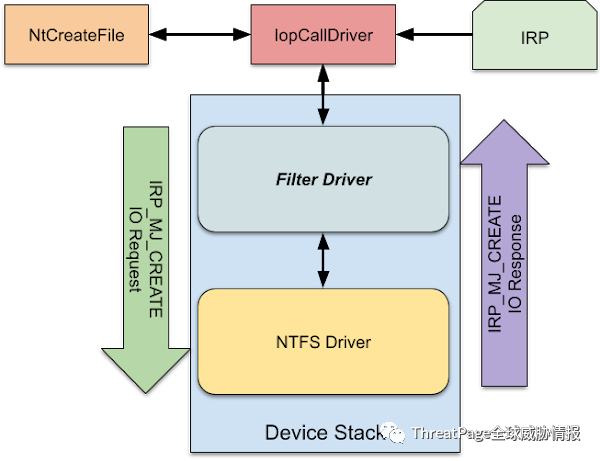 NtCreateFile
IopCallDriver
IRP
Filter Driver
IRP_MJ_CREATE
IO Request
IRP_MJ_CREATE
IO Response
NTFS Driver
Device Stack
ThreatPage全球威胁情报